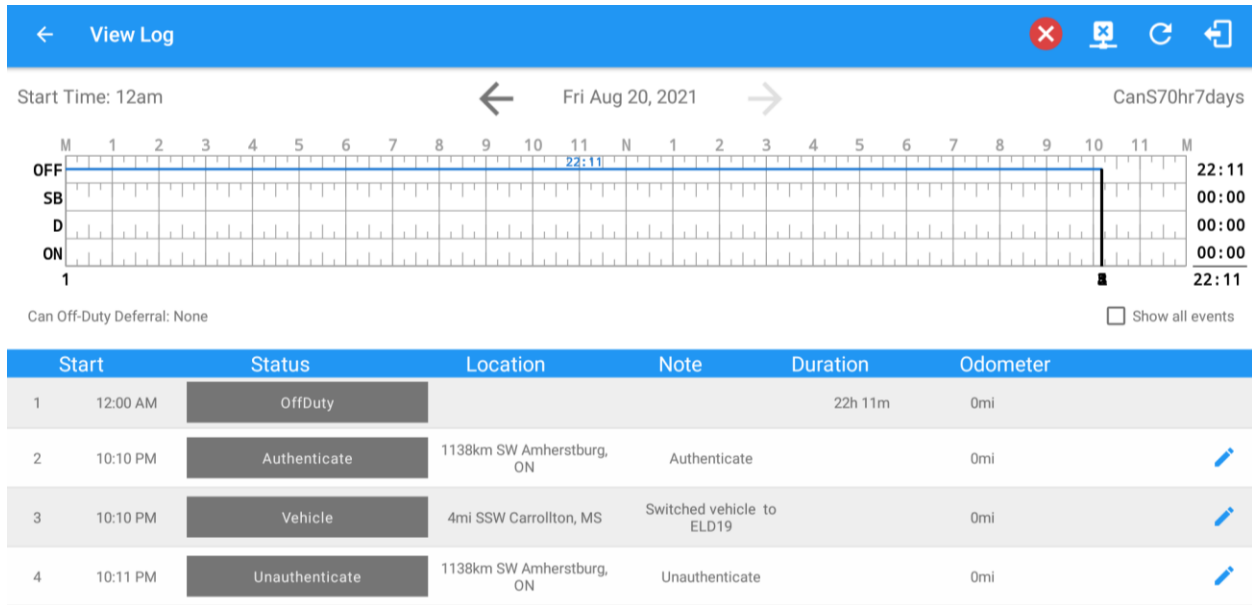 View Log
Start Time: 12am
Fri Aug 20, 2021
CanS70hr7days
M 1 2 3 4 5 6 7 8 9 10 11 N 1 2 3 4 5 6 7 8 9 10 11 M
22:11
OFF 22:11
SB 00:00
D 00:00
ON 00:00
1 22:11
Can Off-Duty Deferral: None
Show all events
Start Status Location Note Duration Odometer
1 12:00 AM OffDuty 22h 11m 0mi
2 10:10 PM Authenticate 1138km SW Amherstburg, Authenticate 0mi
ON
3 10:10 PM Vehicle 4mi SSW Carrollton, MS Switched vehicle to 0mi
ELD19
4 10:11 PM Unauthenticate 1138km SW Amherstburg, Unauthenticate 0mi
ON